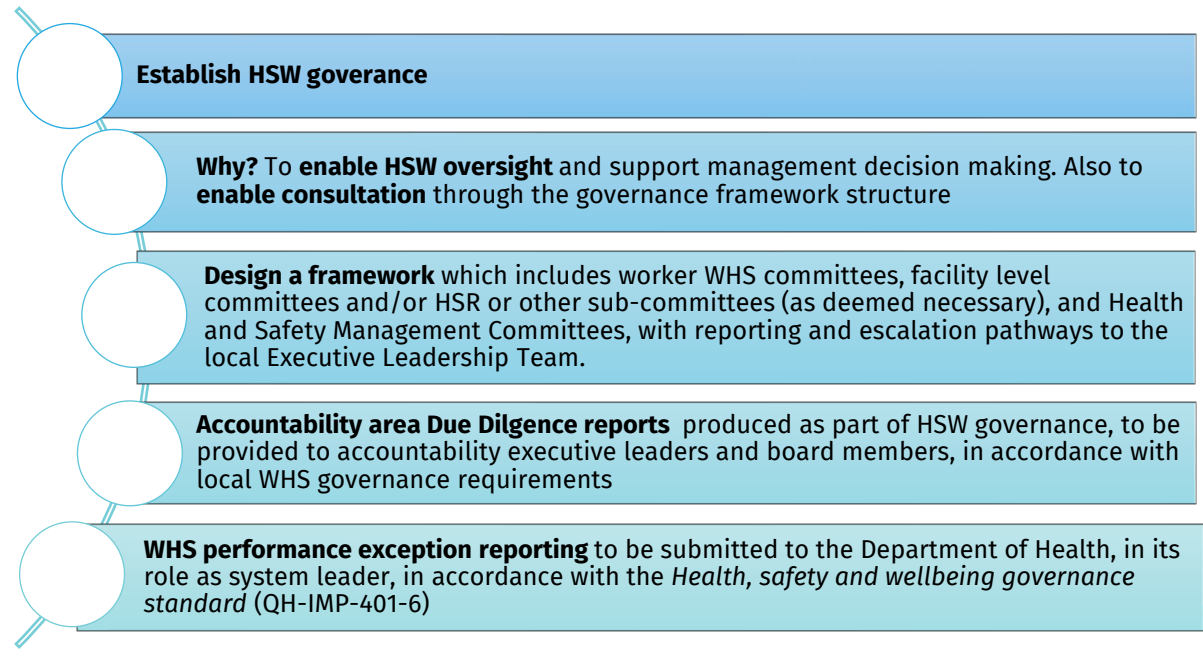 Establish HSW goverance
Why? To enable HSW oversight and support management decision making. Also to
enable consultation through the governance framework structure
Design a framework which includes worker WHS committees, facility level
committees and/or HSR or other sub-committees (as deemed necessary), and Health
and Safety Management Committees, with reporting and escalation pathways to the
local Executive Leadership Team.
Accountability area Due Dilgence reports produced as part of HSW governance, to be
provided to accountability executive leaders and board members, in accordance with
local WHS governance requirements
WHS performance exception reporting to be submitted to the Department of Health, in its
role as system leader, in accordance with the Health, safety and wellbeing governance
standard (QH-IMP-401-6)